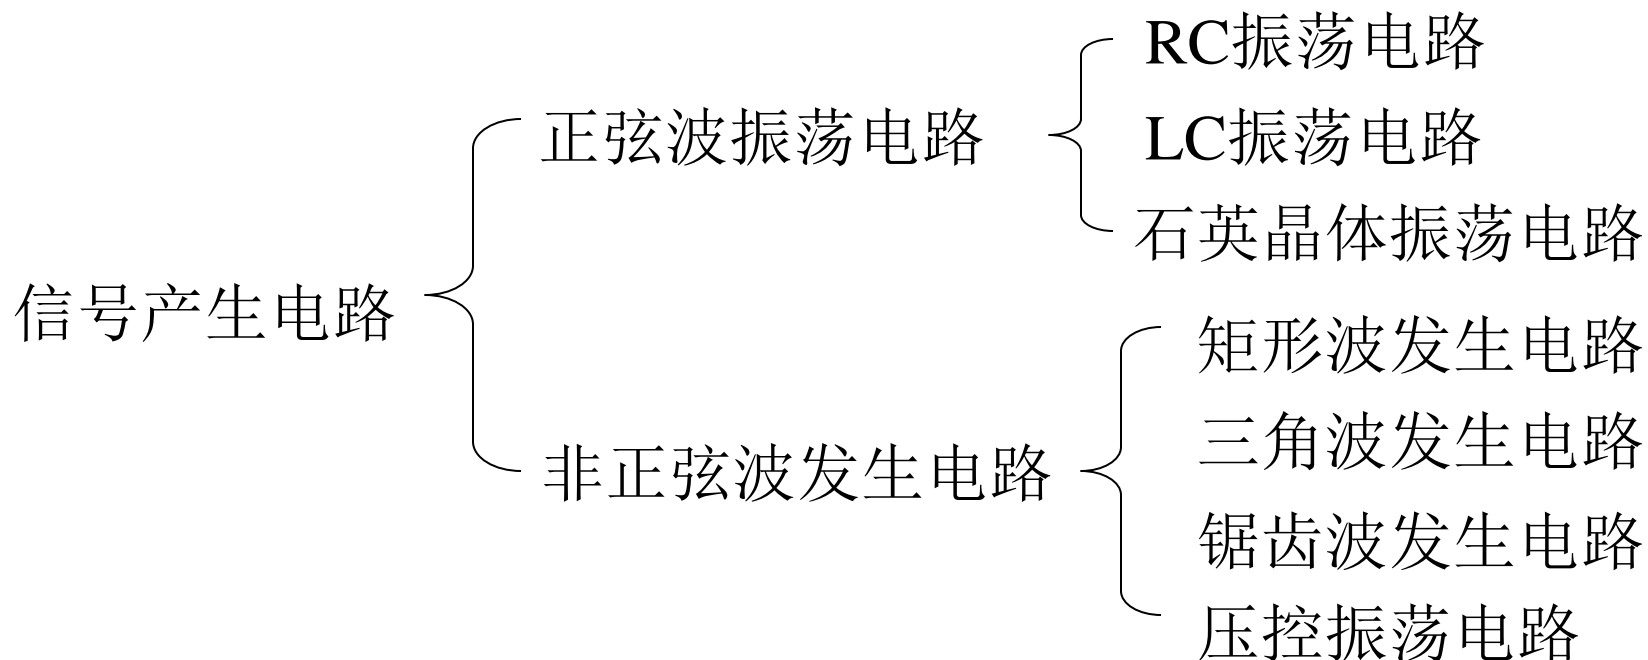 信号产生电路
正弦波振荡电路
RC振荡电路
LC振荡电路
石英晶体振荡电路
非正弦波发生电路
矩形波发生电路
三角波发生电路
锯齿波发生电路
压控振荡电路